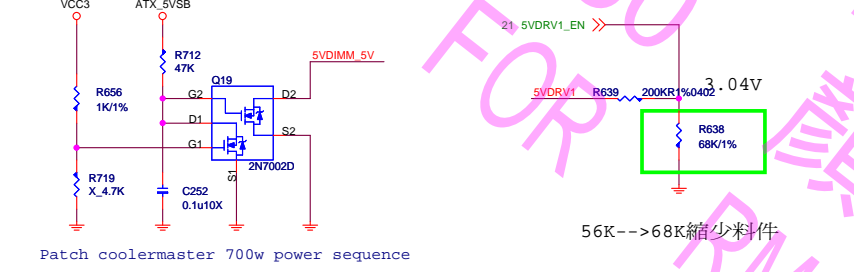 VCC3
ATX_5VSB
R712
47K
5VDIMM_5V
Q19
R656
1K/1%
G2
D2
D1
S2
G1
2N7002D
S1
R719
X_4.7K
C252
0.1u10X
Patch coolermaster 700w power sequence
21 5VDRV1_EN
5VDRV1
R639
200KR1%0402
3.04V
R638
68K/1%
56K-->68K縮少料件
FOR